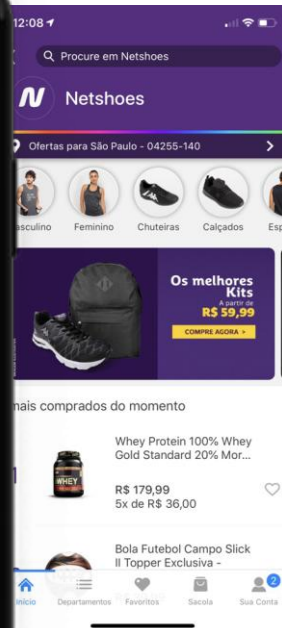 12:08
Procure em Netshoes
N Netshoes
Ofertas para São Paulo - 04255-140
asculino Feminino Chuteiras Calçados Esp
Os melhores
Kits
A partir de
R$ 59,99
COMPRE AGORA
mais comprados do momento
Whey Protein 100% Whey
Gold Standard 20% Mor...
WHEY
R$ 179,99
5x de R$ 36,00
Bola Futebol Campo Slick
II Topper Exclusiva -
2
Início Departamentos Favoritos Sacola Sua Conta